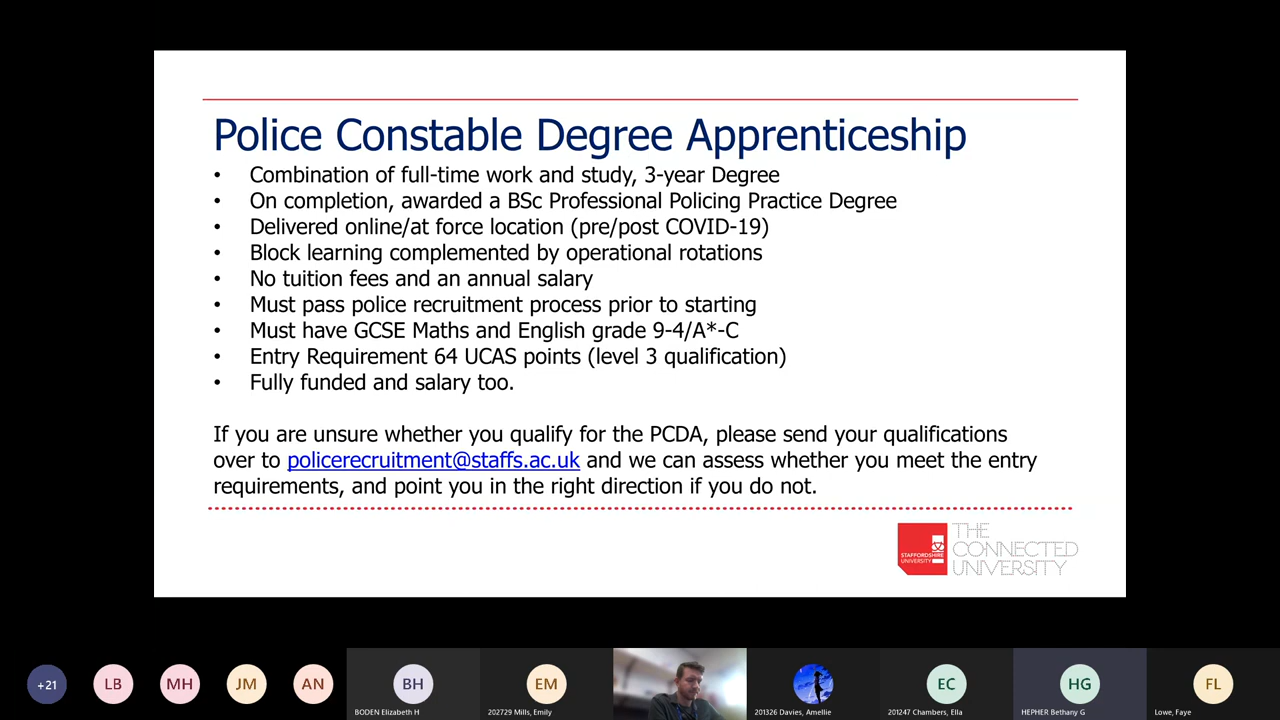 Police Constable Degree Apprenticeship
• Combination of full-time work and study, 3-year Degree
• On completion, awarded a BSc Professional Policing Practice Degree
• Delivered online/at force location (pre/post COVID-19)
• Block learning complemented by operational rotations
• No tuition fees and an annual salary
• Must pass police recruitment process prior to starting
• Must have GCSE Maths and English grade 9-4/A*-C
• Entry Requirement 64 UCAS points (level 3 qualification)
• Fully funded and salary too.
If you are unsure whether you qualify for the PCDA, please send your qualifications
over to policerecruitment@staffs.ac.uk and we can assess whether you meet the entry
requirements, and point you in the right direction if you do not.
STAFFORDSHIRE
UNIVERSITY
THE
CONNECTED
UNIVERSITY
+21
LB
MH
JM
AN
BH
EM
EC
HG
FL
BODEN Elizabeth H
202729 Mills, Emily
201326 Davies, Amellie
201247 Chambers, Ella
HEPHER Bethany G
Lowe, Faye